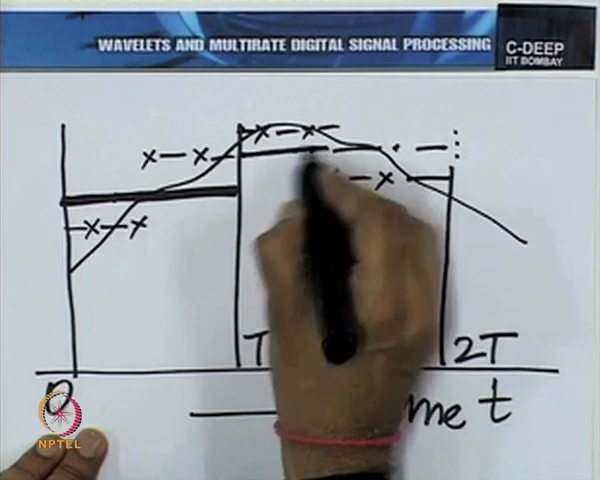 WAVELETS AND MULTIRATE DIGITAL SIGNAL PROCESSING
C-DEEP
IIT BOMBAY
T
2T
0
me t
NPTEL